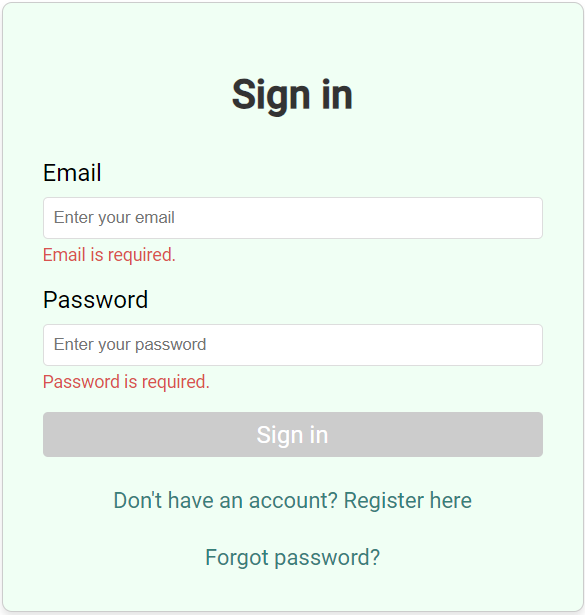 Sign in
Email
Enter your email
Email is required.
Password
Enter your password
Password is required.
Sign in
Don't have an account? Register here
Forgot password?